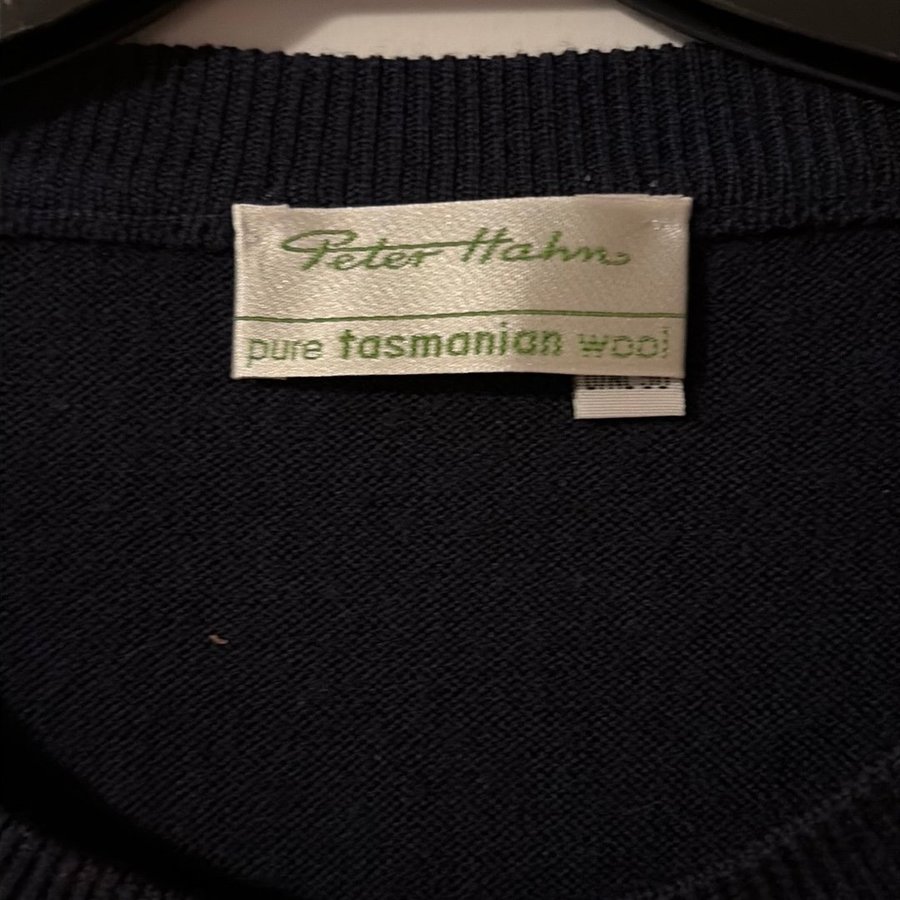 Peter Hahn
pure tasmanian wool